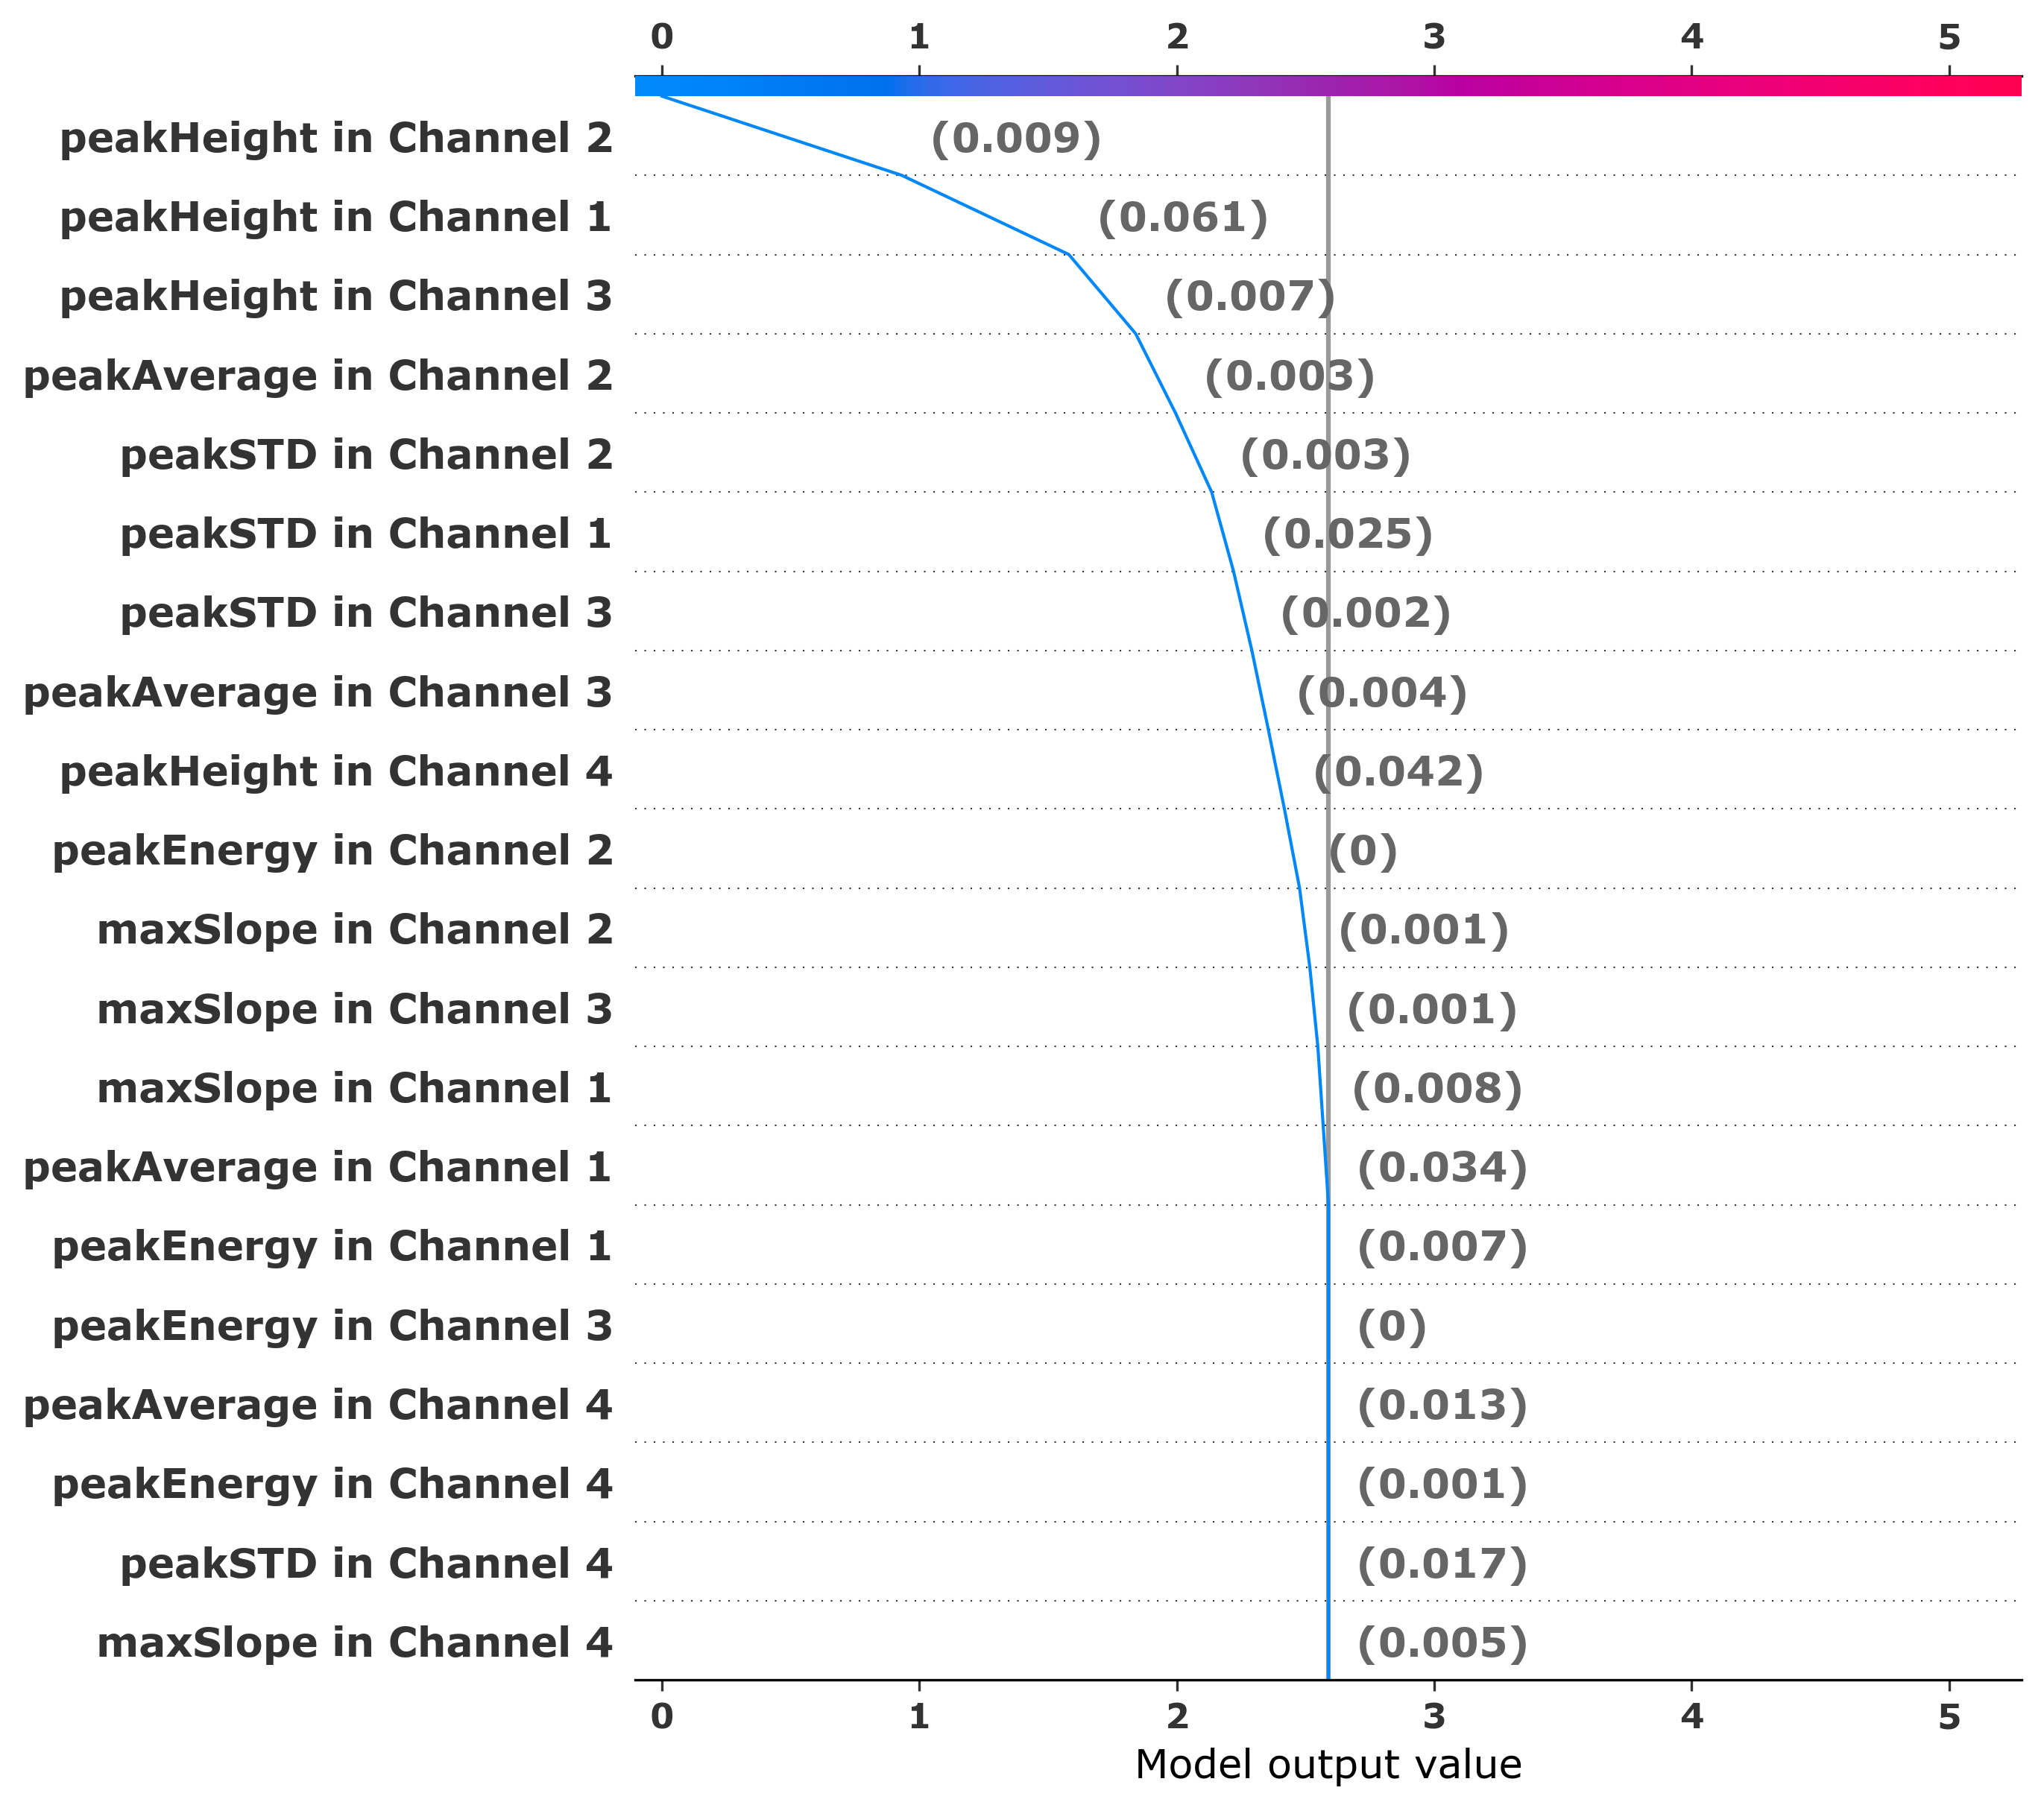 0 1 2 3 4 5
peakHeight in Channel 2 (0.009)
peakHeight in Channel 1 (0.061)
peakHeight in Channel 3 (0.007)
peakAverage in Channel 2 (0.003)
peakSTD in Channel 2 (0.003)
peakSTD in Channel 1 (0.025)
peakSTD in Channel 3 (0.002)
peakAverage in Channel 3 (0.004)
peakHeight in Channel 4 (0.042)
peakEnergy in Channel 2 (0)
maxSlope in Channel 2 (0.001)
maxSlope in Channel 3 (0.001)
maxSlope in Channel 1 (0.008)
peakAverage in Channel 1 (0.034)
peakEnergy in Channel 1 (0.007)
peakEnergy in Channel 3 (0)
peakAverage in Channel 4 (0.013)
peakEnergy in Channel 4 (0.001)
peakSTD in Channel 4 (0.017)
maxSlope in Channel 4 (0.005)
0 1 2 3 4 5
Model output value